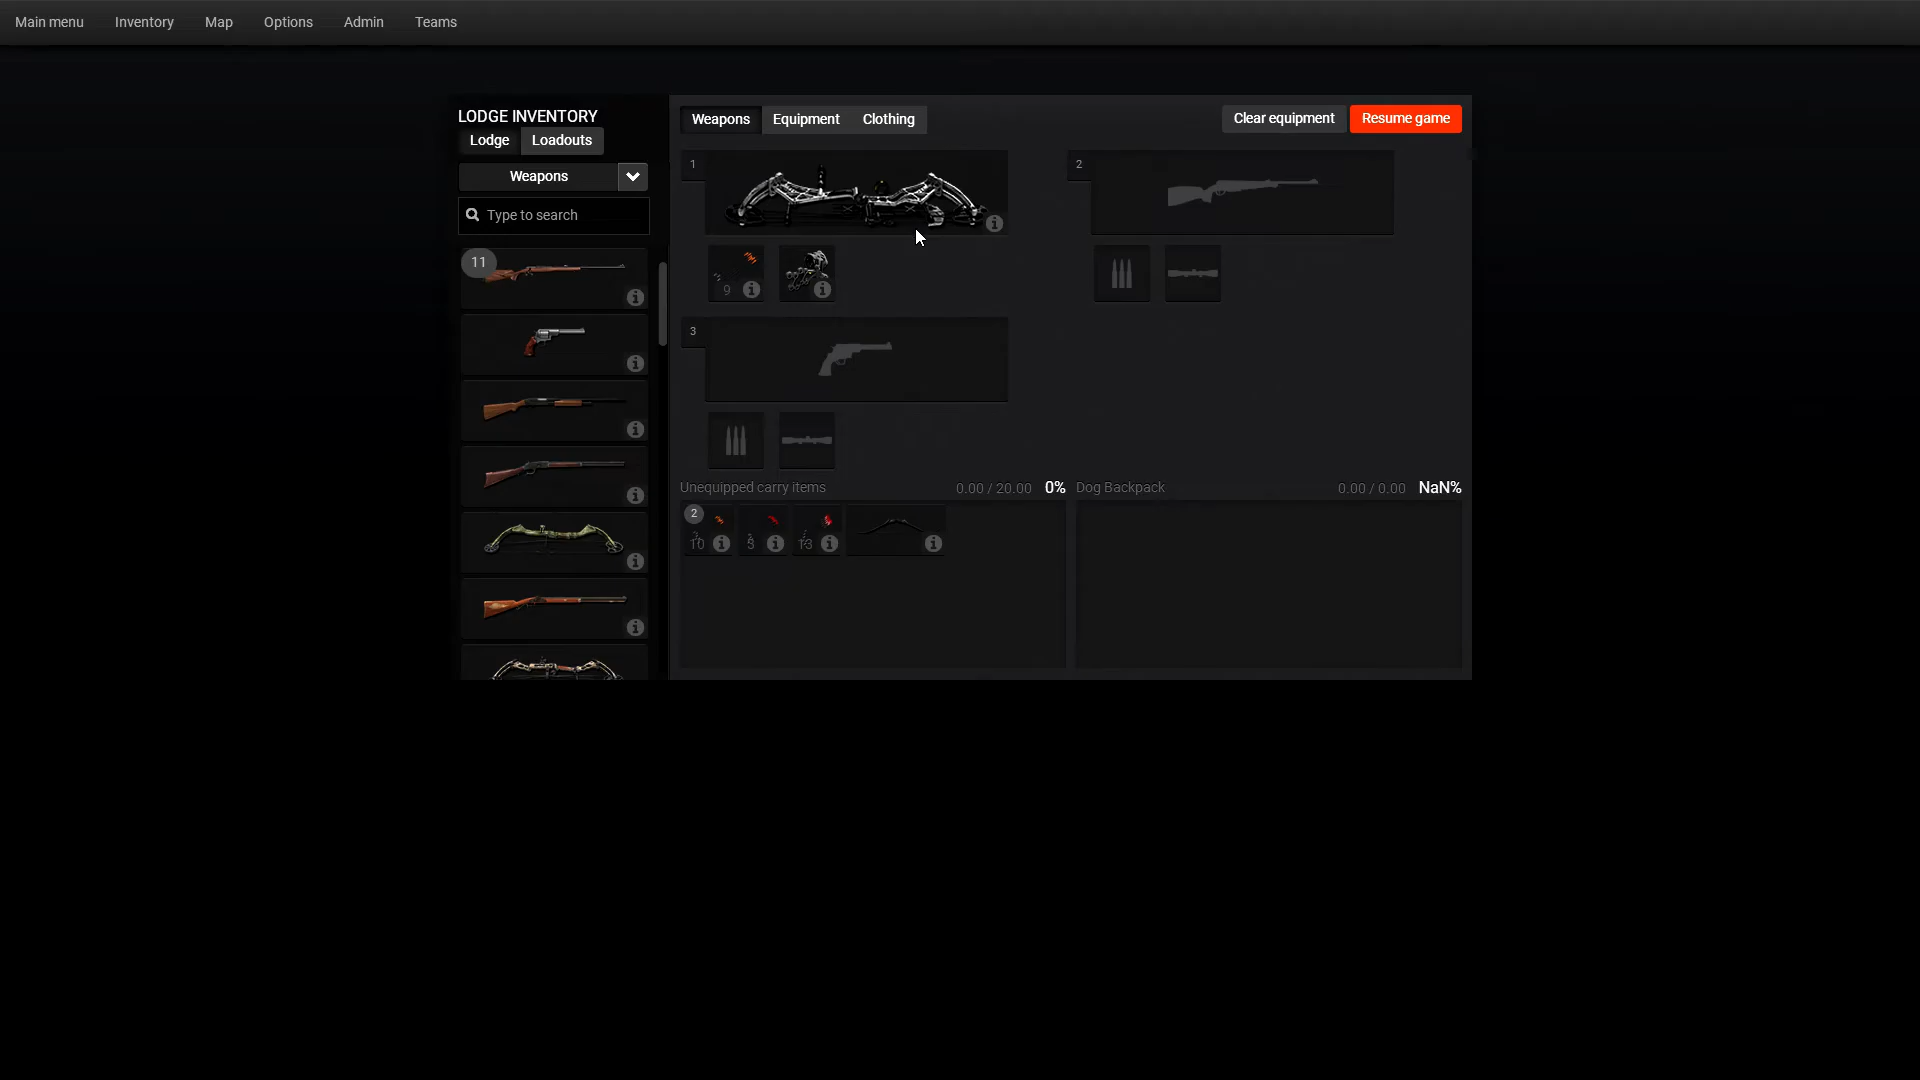 Main menu Inventory Map Options Admin Teams
LODGE INVENTORY
Lodge Loadouts
Weapons
Type to search
11
Weapons Equipment Clothing
Clear equipment Resume game
1
2
9
3
Unequipped carry items 0.00 / 20.00 0%
Dog Backpack 0.00 / 0.00 NaN%
2
10
13